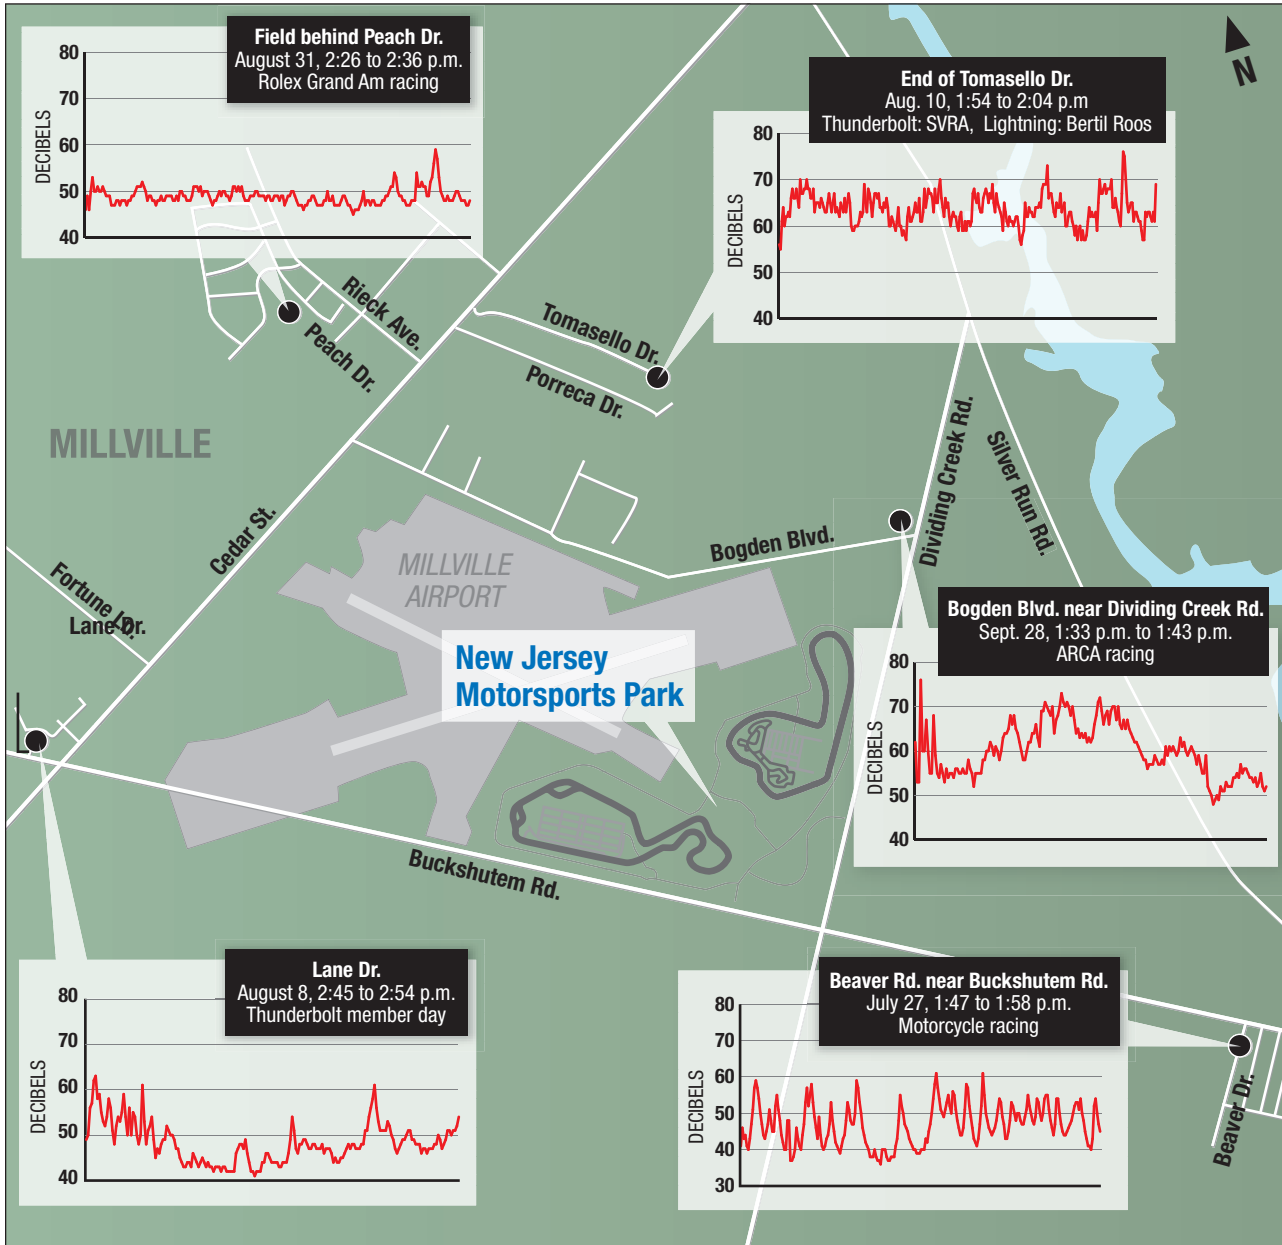 Field behind Peach Dr.
August 31, 2:26 to 2:36 p.m.
Rolex Grand Am racing
DECIBELS
80
70
60
50
40
N
End of Tomasello Dr.
Aug. 10, 1:54 to 2:04 p.m
Thunderbolt: SVRA, Lightning: Bertil Roos
DECIBELS
80
70
60
50
40
Rieck Ave.
Peach Dr.
Tomasello Dr.
Porreca Dr.
MILLVILLE
Cedar St.
Dividing Creek Rd.
Silver Run Rd.
Bogden Blvd.
MILLVILLE
AIRPORT
Fortune Dr.
Lane Dr.
New Jersey
Motorsports Park
Bogden Blvd. near Dividing Creek Rd.
Sept. 28, 1:33 p.m. to 1:43 p.m.
ARCA racing
DECIBELS
80
70
60
50
40
Buckshutem Rd.
Lane Dr.
August 8, 2:45 to 2:54 p.m.
Thunderbolt member day
DECIBELS
80
70
60
50
40
Beaver Rd. near Buckshutem Rd.
July 27, 1:47 to 1:58 p.m.
Motorcycle racing
DECIBELS
80
70
60
50
40
30
Beaver Dr.